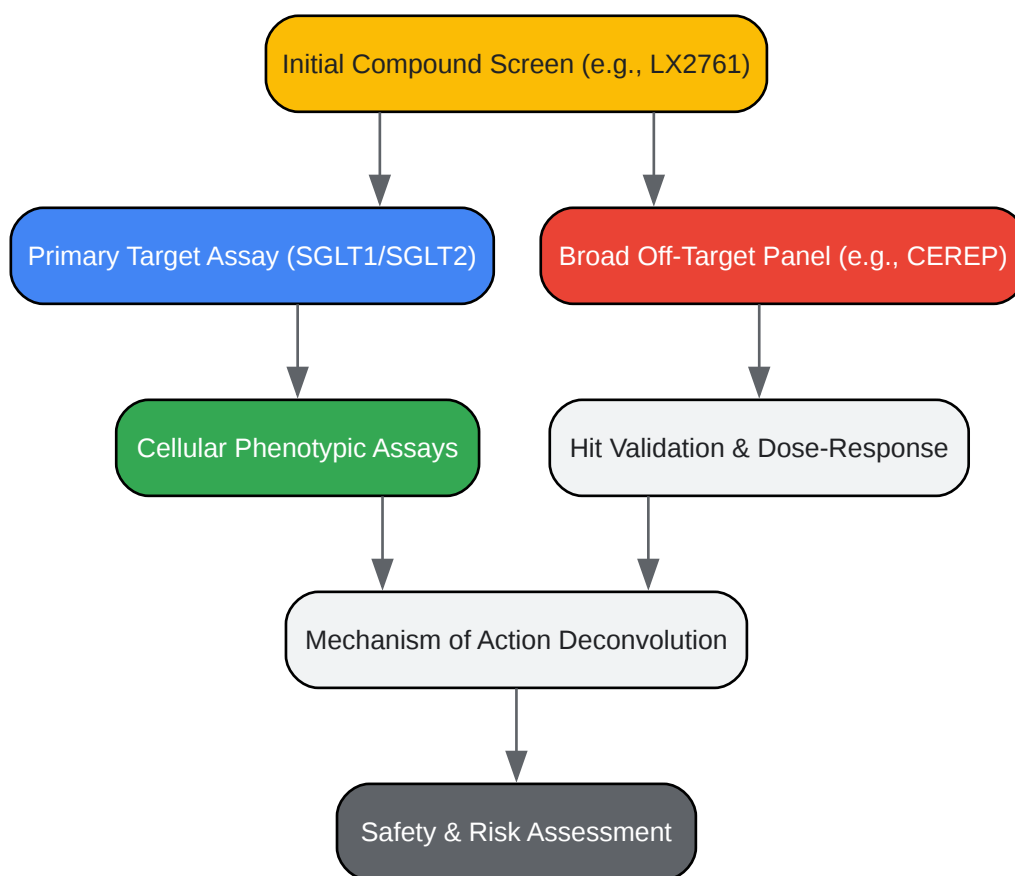 Initial Compound Screen (e.g., LX2761)
Primary Target Assay (SGLT1/SGLT2)
Broad Off-Target Panel (e.g., CEREP)
Cellular Phenotypic Assays
Hit Validation & Dose-Response
Mechanism of Action Deconvolution
Safety & Risk Assessment